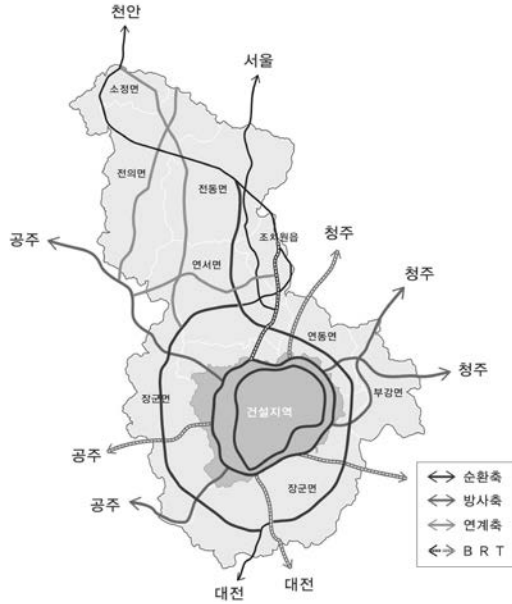 천안
서울
소정면
전의면
전동면
공주
조치원읍
청주
연서면
청주
연동면
청주
장군면
부강면
건설지역
공주
장군면
공주
대전
대전
순환축
방사축
연계축
B R T